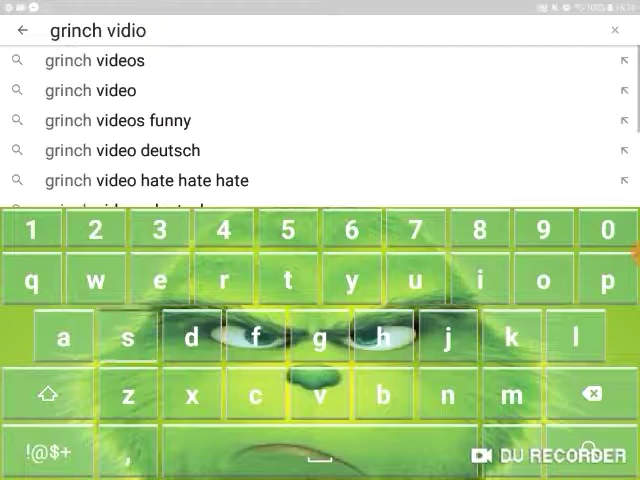 grinch vidio
grinch videos
grinch video
grinch videos funny
grinch video deutsch
grinch video hate hate hate
1 2 3 4 5 6 7 8 9 0
q w e r t y u i o p
a s d f g h j k l
z x c v b n m
!@$+ ,
DU RECORDER